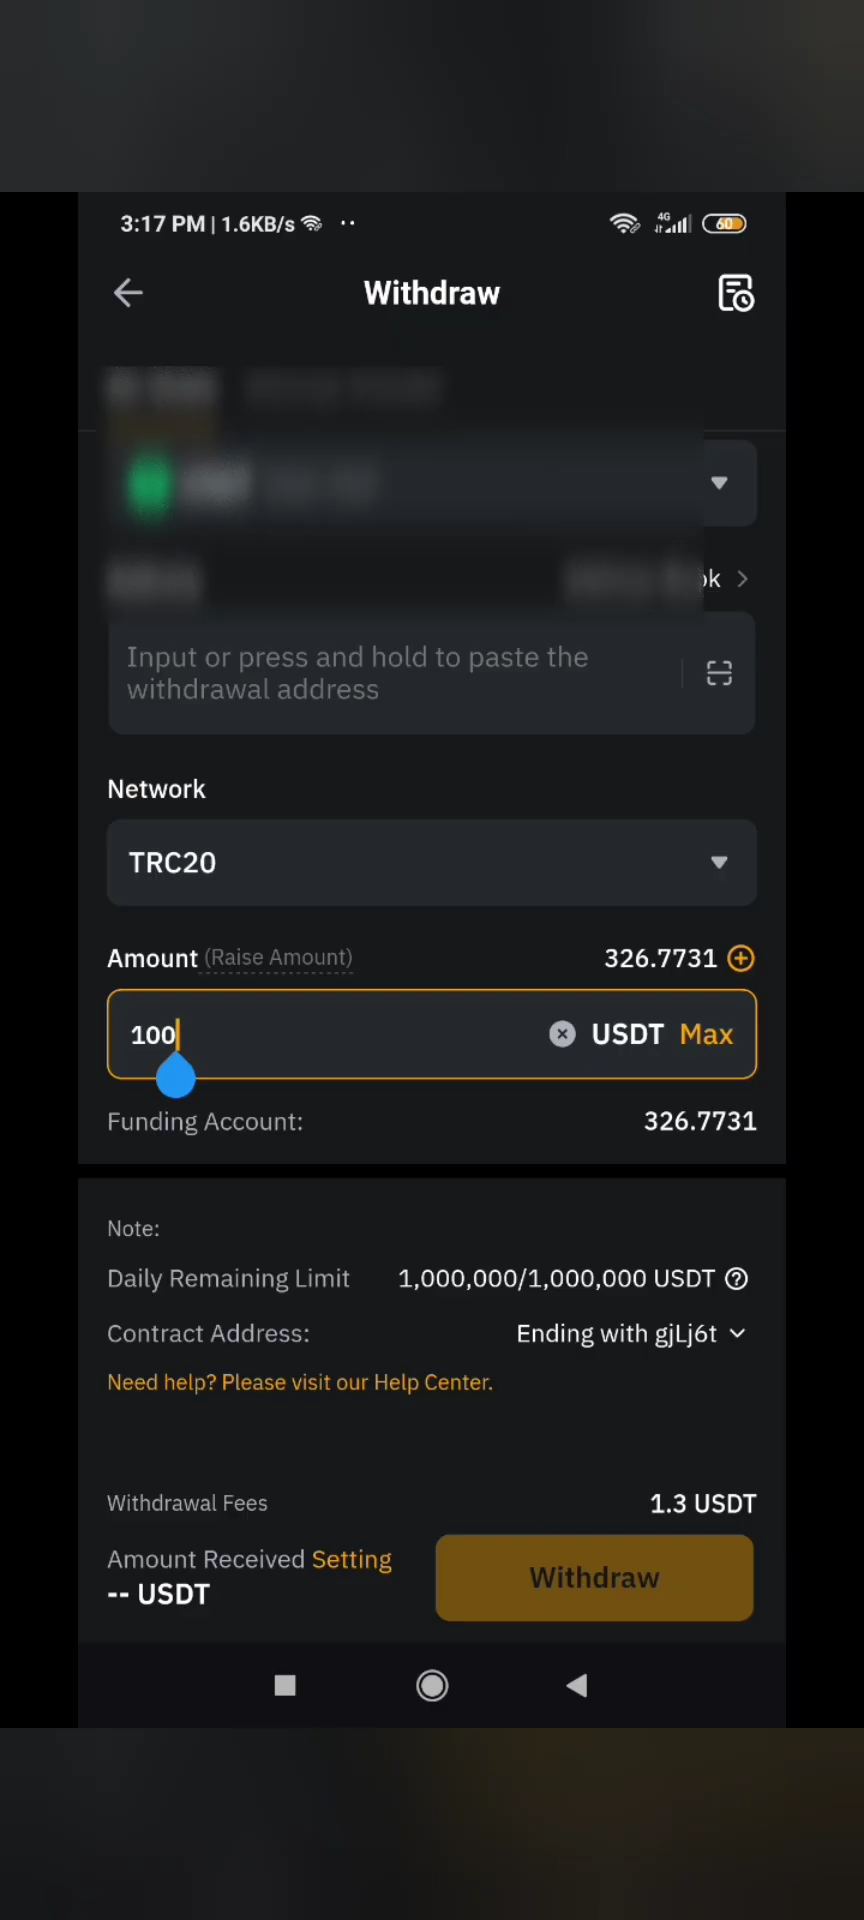 3:17 PM | 1.6KB/s
4G
60
Withdraw
Input or press and hold to paste the
withdrawal address
Network
TRC20
Amount (Raise Amount) 326.7731
100 USDT Max
Funding Account: 326.7731
Note:
Daily Remaining Limit 1,000,000/1,000,000 USDT
Contract Address: Ending with gjLj6t
Need help? Please visit our Help Center.
Withdrawal Fees 1.3 USDT
Amount Received Setting
-- USDT
Withdraw